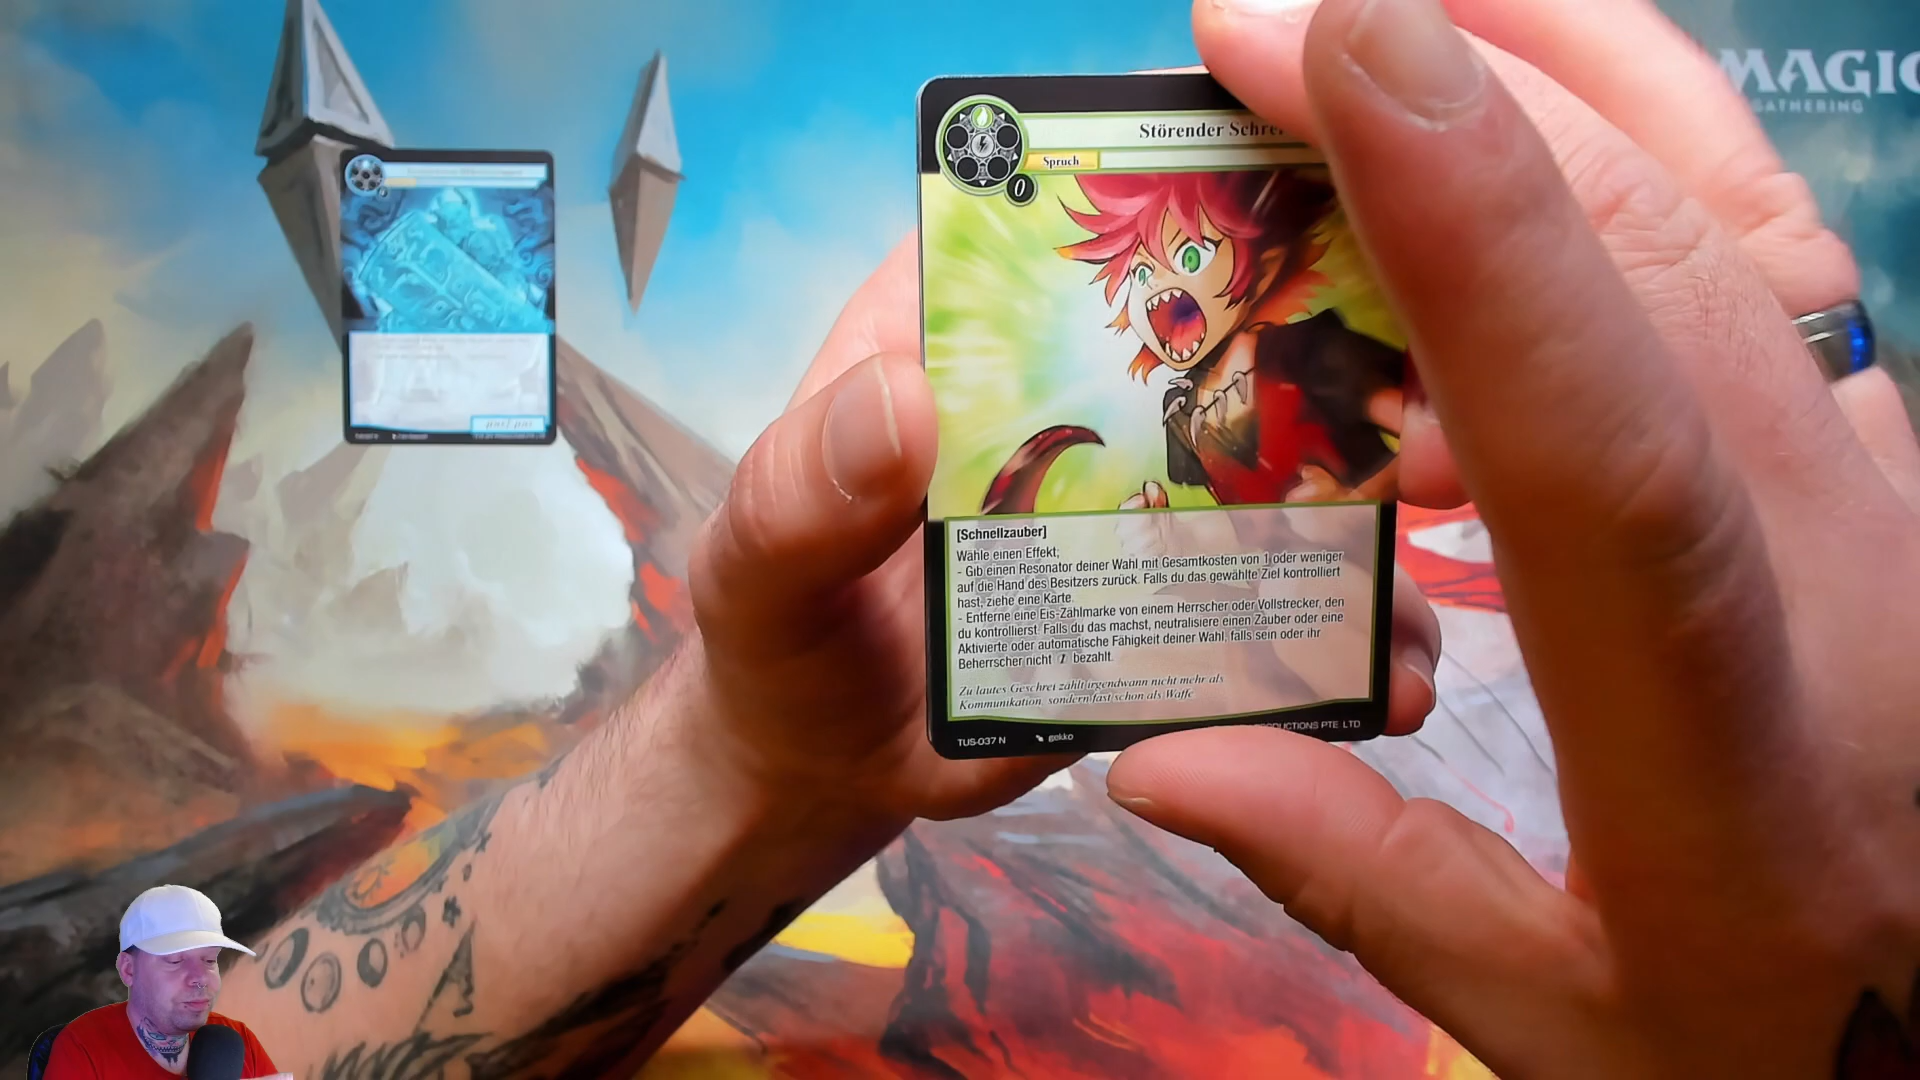 MAGIC
GATHERING
Störender Schrei
Spruch
0
[Schnellzauber]
Wähle einen Effekt;
- Gib einen Resonator deiner Wahl mit Gesamtkosten von 1 oder weniger
auf die Hand des Besitzers zurück. Falls du das gewählte Ziel kontrolliert
hast, ziehe eine Karte.
- Entferne eine Eis-Zählmarke von einem Herrscher oder Vollstrecker, den
du kontrollierst. Falls du das machst, neutralisiere einen Zauber oder eine
Aktivierte oder automatische Fähigkeit deiner Wahl, falls sein oder ihr
Beherrscher nicht 1 bezahlt.
Zu lautes Geschrei zählt irgendwann nicht mehr als
Kommunikation, sondern fast schon als Waffe.
TUS-037 N gekko
PTE. LTD